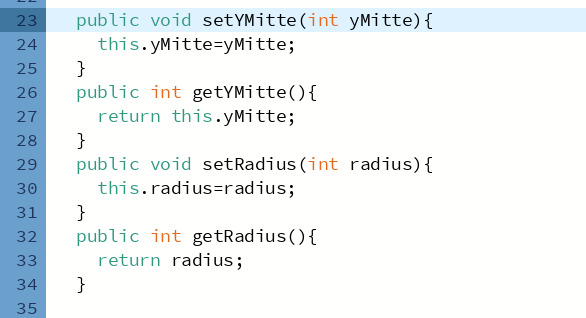 23 public void setYMitte(int yMitte){
24 this.yMitte=yMitte;
25 }
26 public int getYMitte(){
27 return this.yMitte;
28 }
29 public void setRadius(int radius){
30 this.radius=radius;
31 }
32 public int getRadius(){
33 return radius;
34 }
35